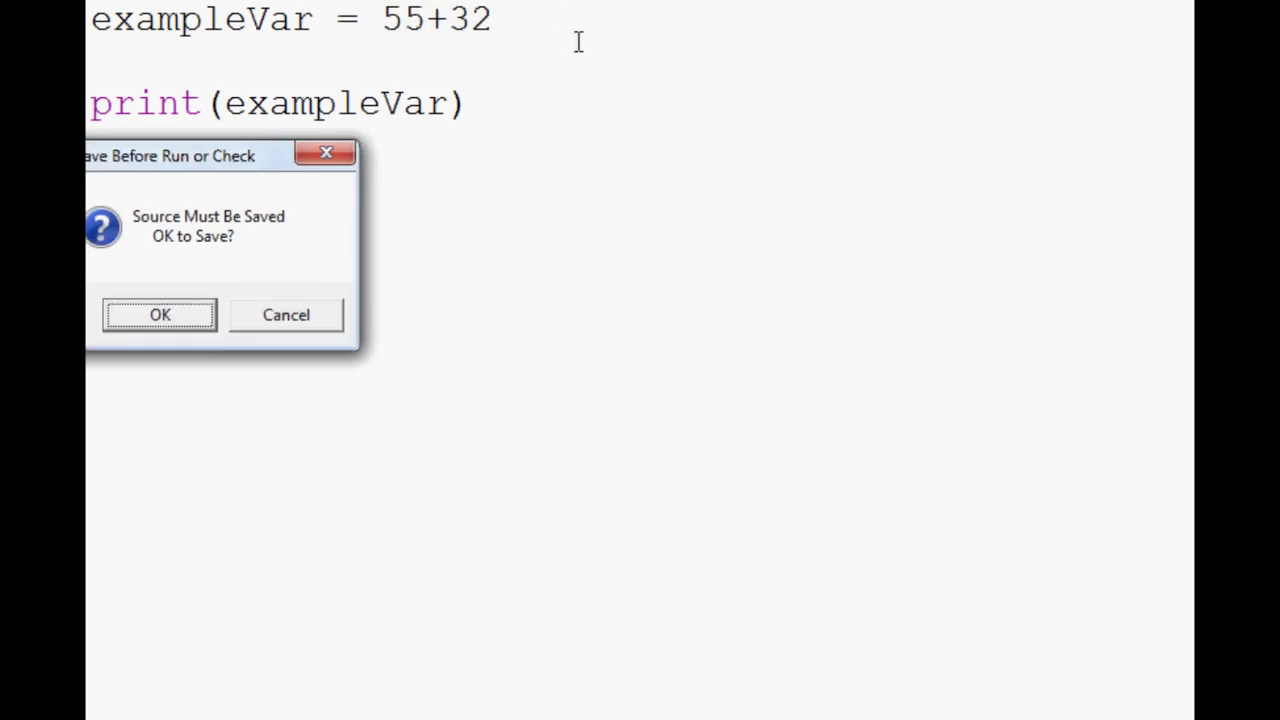 exampleVar = 55+32
print(exampleVar)
ave Before Run or Check
Source Must Be Saved
OK to Save?
OK
Cancel